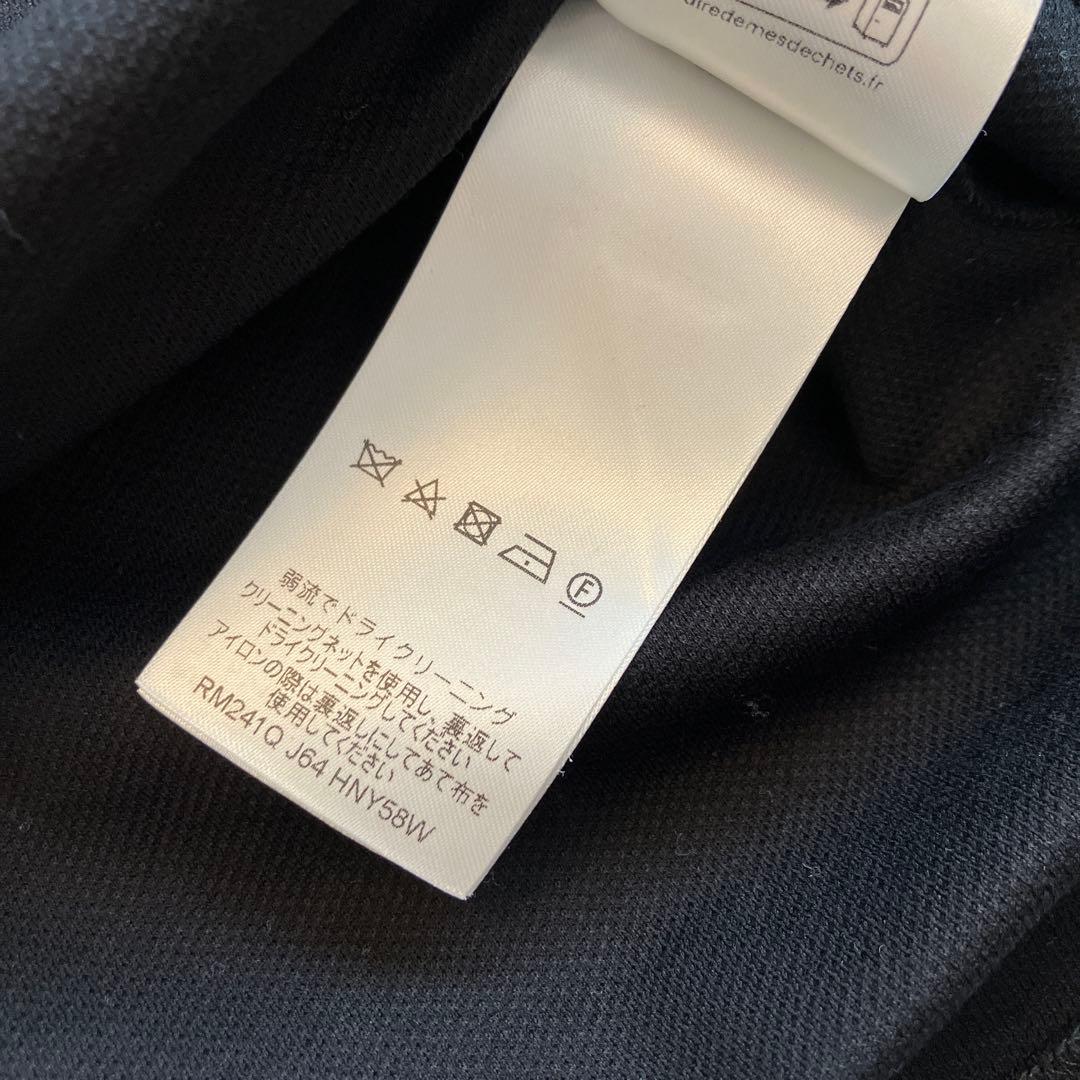 airedemesdechets.fr
F
弱流でドライクリーニング
クリーニングネットを使用し、裏返して
ドライクリーニングしてください
アイロンの際は裏返しにしてあて布を
使用してください
RM241Q J64 HNY58W